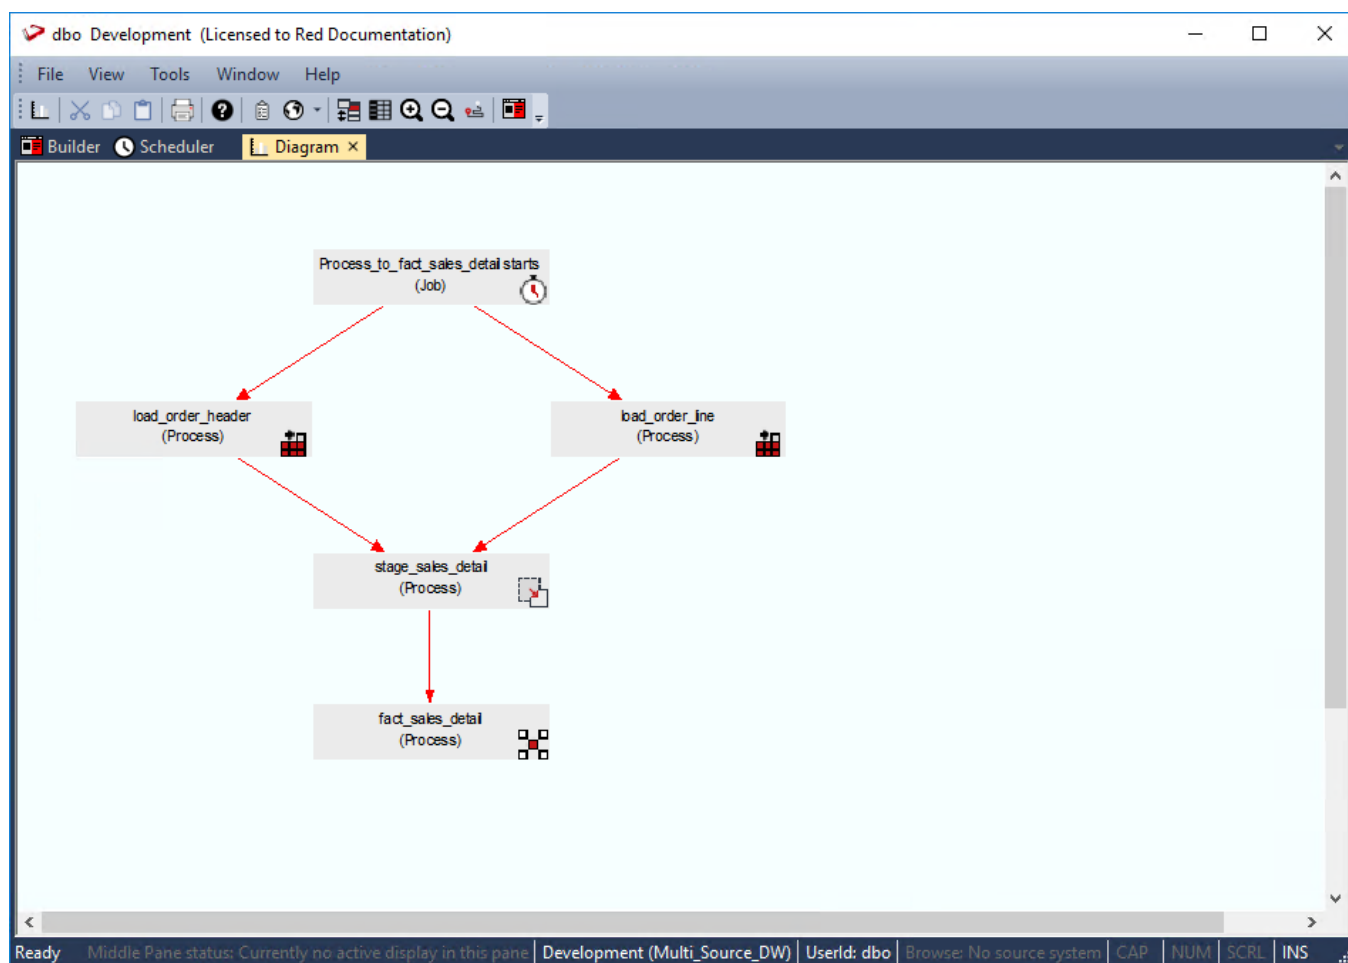 dbo Development (Licensed to Red Documentation)
File View Tools Window Help
Builder Scheduler Diagram
Process_to_fact_sales_detail starts
(Job)
load_order_header
(Process)
load_order_line
(Process)
stage_sales_detail
(Process)
fact_sales_detail
(Process)
Ready Middle Pane status: Currently no active display in this pane Development (Multi_Source_DW) UserId: dbo Browse: No source system CAP NUM SCRL INS